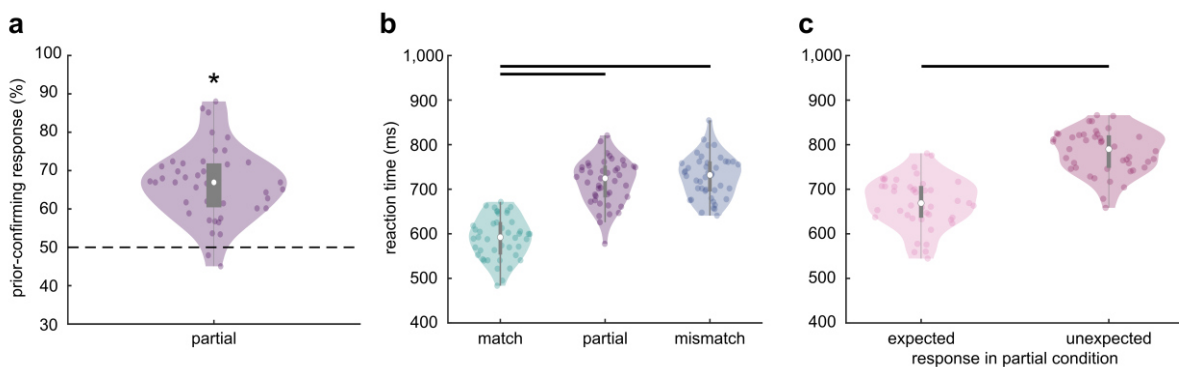 a
prior-confirming response (%)
100
90
80
70
60
50
40
30
*
partial
b
reaction time (ms)
1,000
900
800
700
600
500
400
match partial mismatch
c
1,000
900
800
700
600
500
400
expected unexpected
response in partial condition